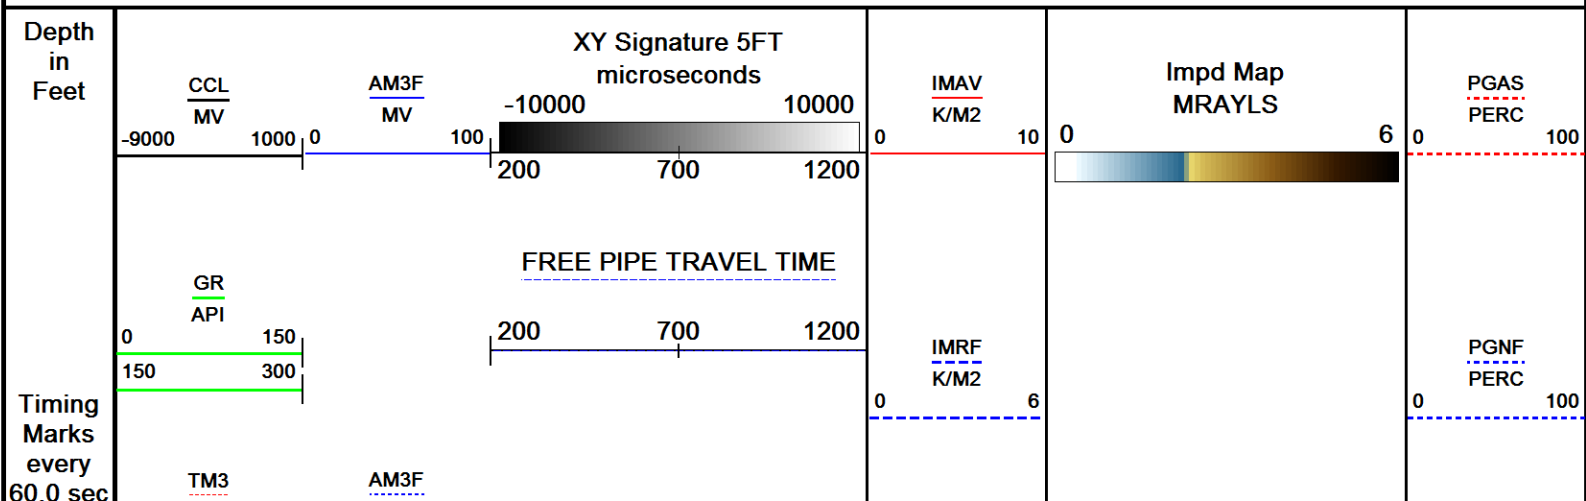 Depth
in
Feet
CCL
MV
-9000 1000
AM3F
MV
0 100
XY Signature 5FT
microseconds
-10000 10000
200 700 1200
IMAV
K/M2
0 10
Impd Map
MRAYLS
0 6
PGAS
PERC
0 100
GR
API
0 150
150 300
FREE PIPE TRAVEL TIME
200 700 1200
IMRF
K/M2
0 6
PGNF
PERC
0 100
Timing
Marks
every
60.0 sec
TM3
AM3F